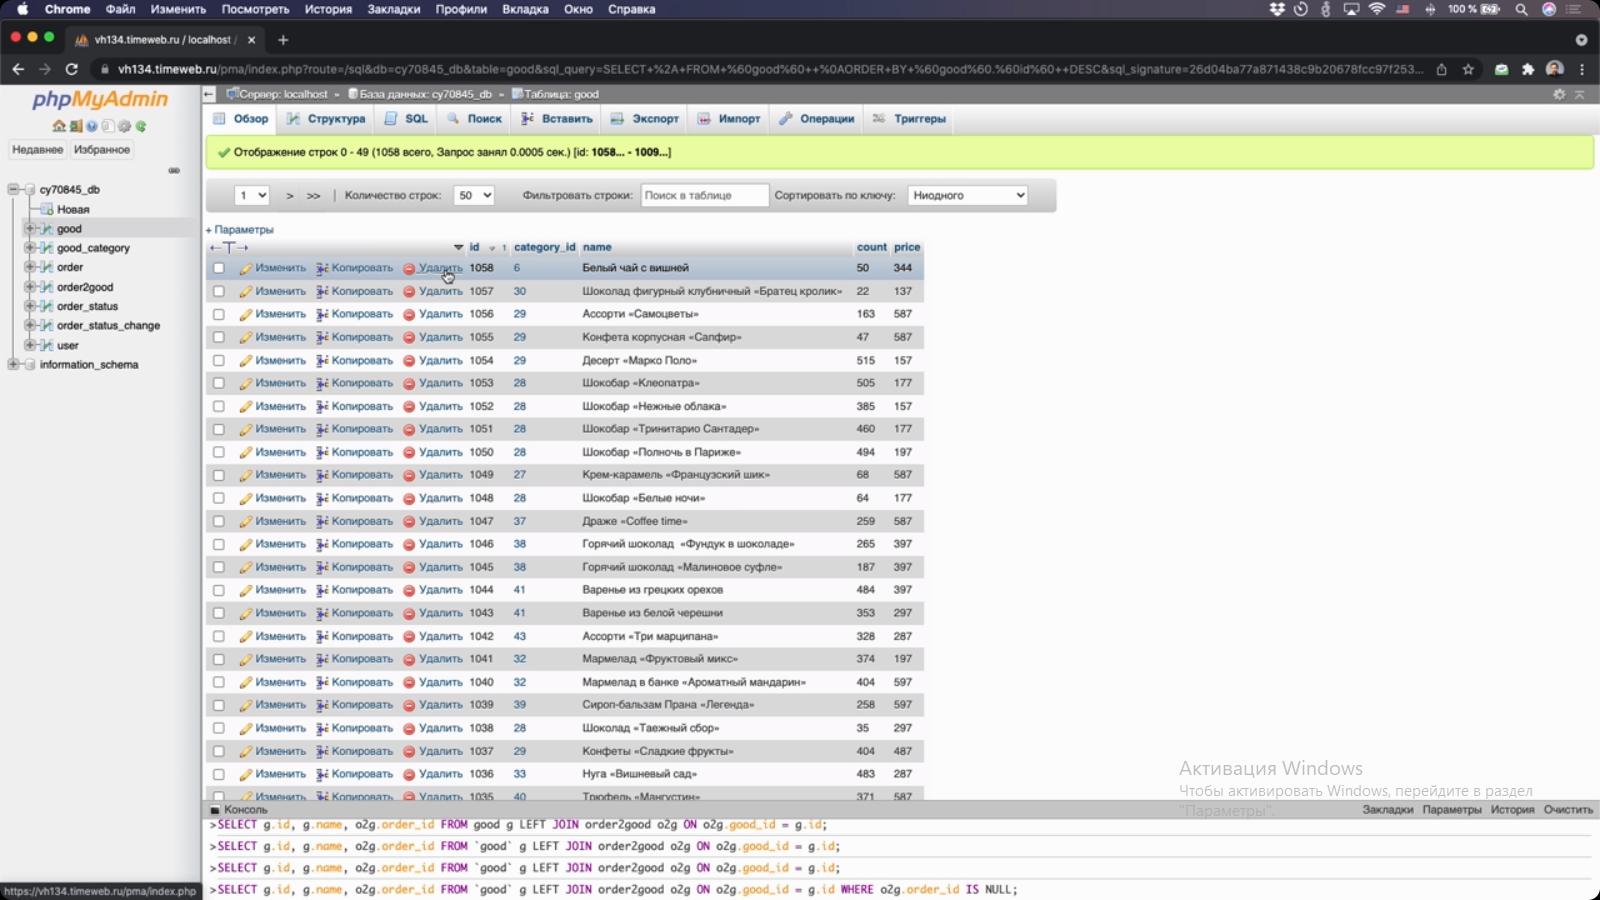 Chrome Файл Изменить Посмотреть История Закладки Профили Вкладка Окно Справка 100 %
vh134.timeweb.ru / localhost /
vh134.timeweb.ru/pma/index.php?route=/sql&db=cy70845_db&table=good&sql_query=SELECT+%2A+FROM+%60good%60++%0AORDER+BY+%60good%60.%60id%60++DESC&sql_signature=26d04ba77a871438c9b20678fcc97f253...
phpMyAdmin
Недавнее Избранное
cy70845_db
Новая
good
good_category
order
order2good
order_status
order_status_change
user
information_schema
Сервер: localhost » База данных: cy70845_db » Таблица: good
Обзор Структура SQL Поиск Вставить Экспорт Импорт Операции Триггеры
Отображение строк 0 - 49 (1058 всего, Запрос занял 0.0005 сек.) [id: 1058... - 1009...]
1 > >> | Количество строк: 50 Фильтровать строки: Поиск в таблице Сортировать по ключу: Ниодного
+ Параметры
←T→ id 1 category_id name count price
Изменить Копировать Удалить 1058 6 Белый чай с вишней 50 344
Изменить Копировать Удалить 1057 30 Шоколад фигурный клубничный «Братец кролик» 22 137
Изменить Копировать Удалить 1056 29 Ассорти «Самоцветы» 163 587
Изменить Копировать Удалить 1055 29 Конфета корпусная «Сапфир» 47 587
Изменить Копировать Удалить 1054 29 Десерт «Марко Поло» 515 157
Изменить Копировать Удалить 1053 28 Шокобар «Клеопатра» 505 177
Изменить Копировать Удалить 1052 28 Шокобар «Нежные облака» 385 157
Изменить Копировать Удалить 1051 28 Шокобар «Тринитарио Сантадер» 460 177
Изменить Копировать Удалить 1050 28 Шокобар «Полночь в Париже» 494 197
Изменить Копировать Удалить 1049 27 Крем-карамель «Французский шик» 68 587
Изменить Копировать Удалить 1048 28 Шокобар «Белые ночи» 64 177
Изменить Копировать Удалить 1047 37 Драже «Coffee time» 259 587
Изменить Копировать Удалить 1046 38 Горячий шоколад «Фундук в шоколаде» 265 397
Изменить Копировать Удалить 1045 38 Горячий шоколад «Малиновое суфле» 187 397
Изменить Копировать Удалить 1044 41 Варенье из грецких орехов 484 397
Изменить Копировать Удалить 1043 41 Варенье из белой черешни 353 297
Изменить Копировать Удалить 1042 43 Ассорти «Три марципана» 328 287
Изменить Копировать Удалить 1041 32 Мармелад «Фруктовый микс» 374 197
Изменить Копировать Удалить 1040 32 Мармелад в банке «Ароматный мандарин» 404 597
Изменить Копировать Удалить 1039 39 Сироп-бальзам Прана «Легенда» 258 597
Изменить Копировать Удалить 1038 28 Шоколад «Таежный сбор» 35 297
Изменить Копировать Удалить 1037 29 Конфеты «Сладкие фрукты» 404 487
Изменить Копировать Удалить 1036 33 Нуга «Вишневый сад» 483 287
Изменить Копировать Удалить 1035 40 Трюфель «Мангустин» 371 587
Активация Windows
Чтобы активировать Windows, перейдите в раздел
"Параметры".
Консоль Закладки Параметры История Очистить
>SELECT g.id, g.name, o2g.order_id FROM good g LEFT JOIN order2good o2g ON o2g.good_id = g.id;
>SELECT g.id, g.name, o2g.order_id FROM `good` g LEFT JOIN order2good o2g ON o2g.good_id = g.id;
>SELECT g.id, g.name, o2g.order_id FROM `good` g LEFT JOIN order2good o2g ON o2g.good_id = g.id;
>SELECT g.id, g.name, o2g.order_id FROM `good` g LEFT JOIN order2good o2g ON o2g.good_id = g.id WHERE o2g.order_id IS NULL;
https://vh134.timeweb.ru/pma/index.php